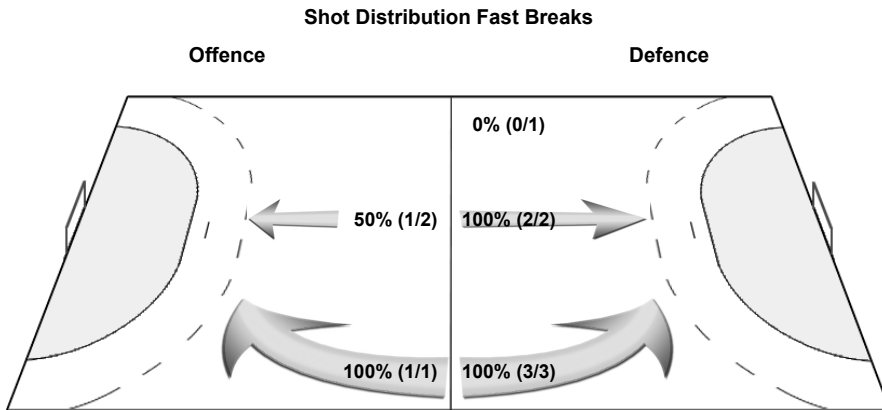 Shot Distribution Fast Breaks
Offence
Defence
0% (0/1)
50% (1/2)
100% (2/2)
100% (1/1)
100% (3/3)